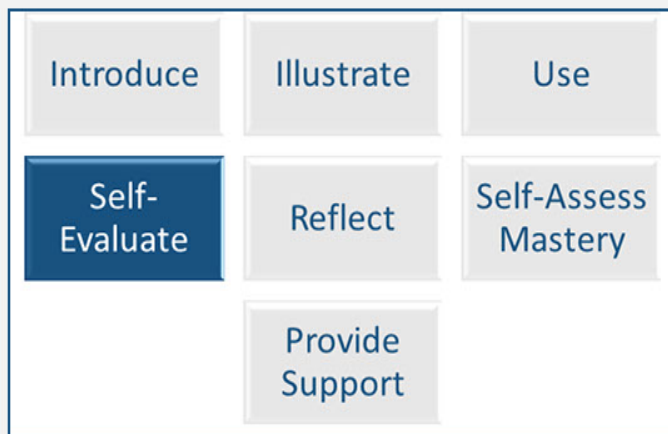 Introduce
Illustrate
Use
Self-
Evaluate
Reflect
Self-Assess
Mastery
Provide
Support